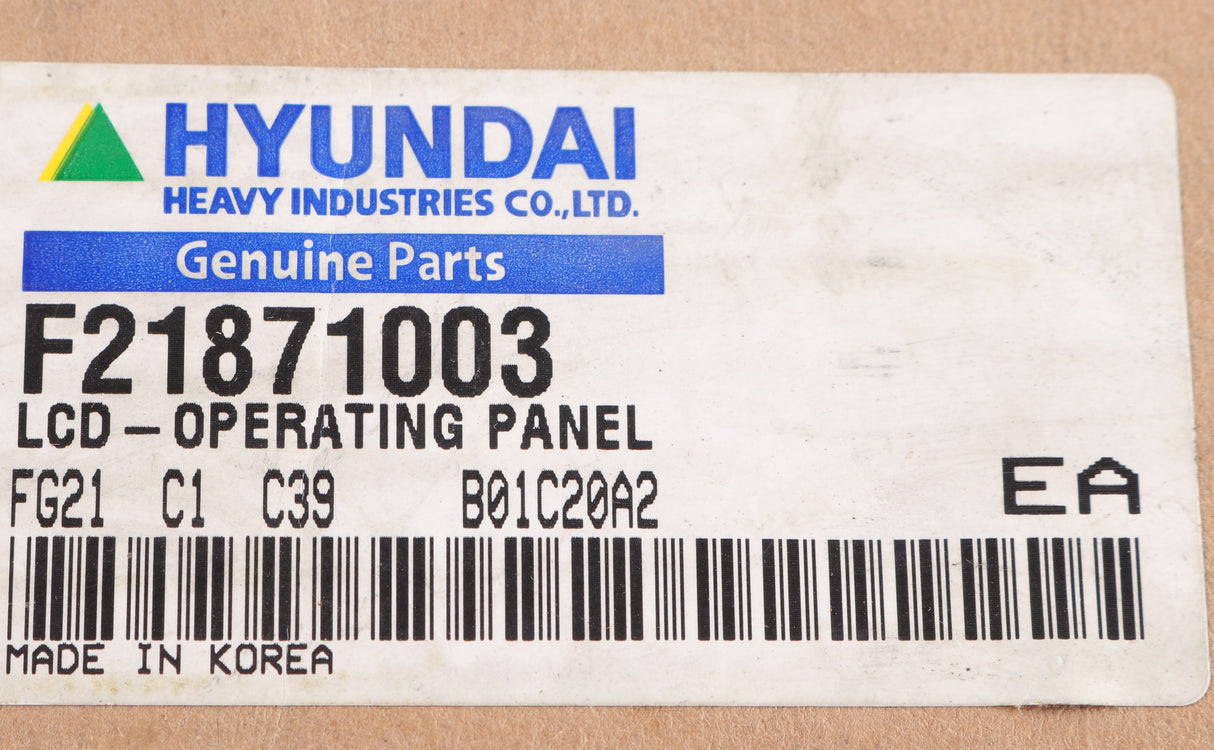 HYUNDAI
HEAVY INDUSTRIES CO.,LTD.
Genuine Parts
F21871003
LCD-OPERATING PANEL
FG21 C1 C39 B01C20A2 EA
MADE IN KOREA